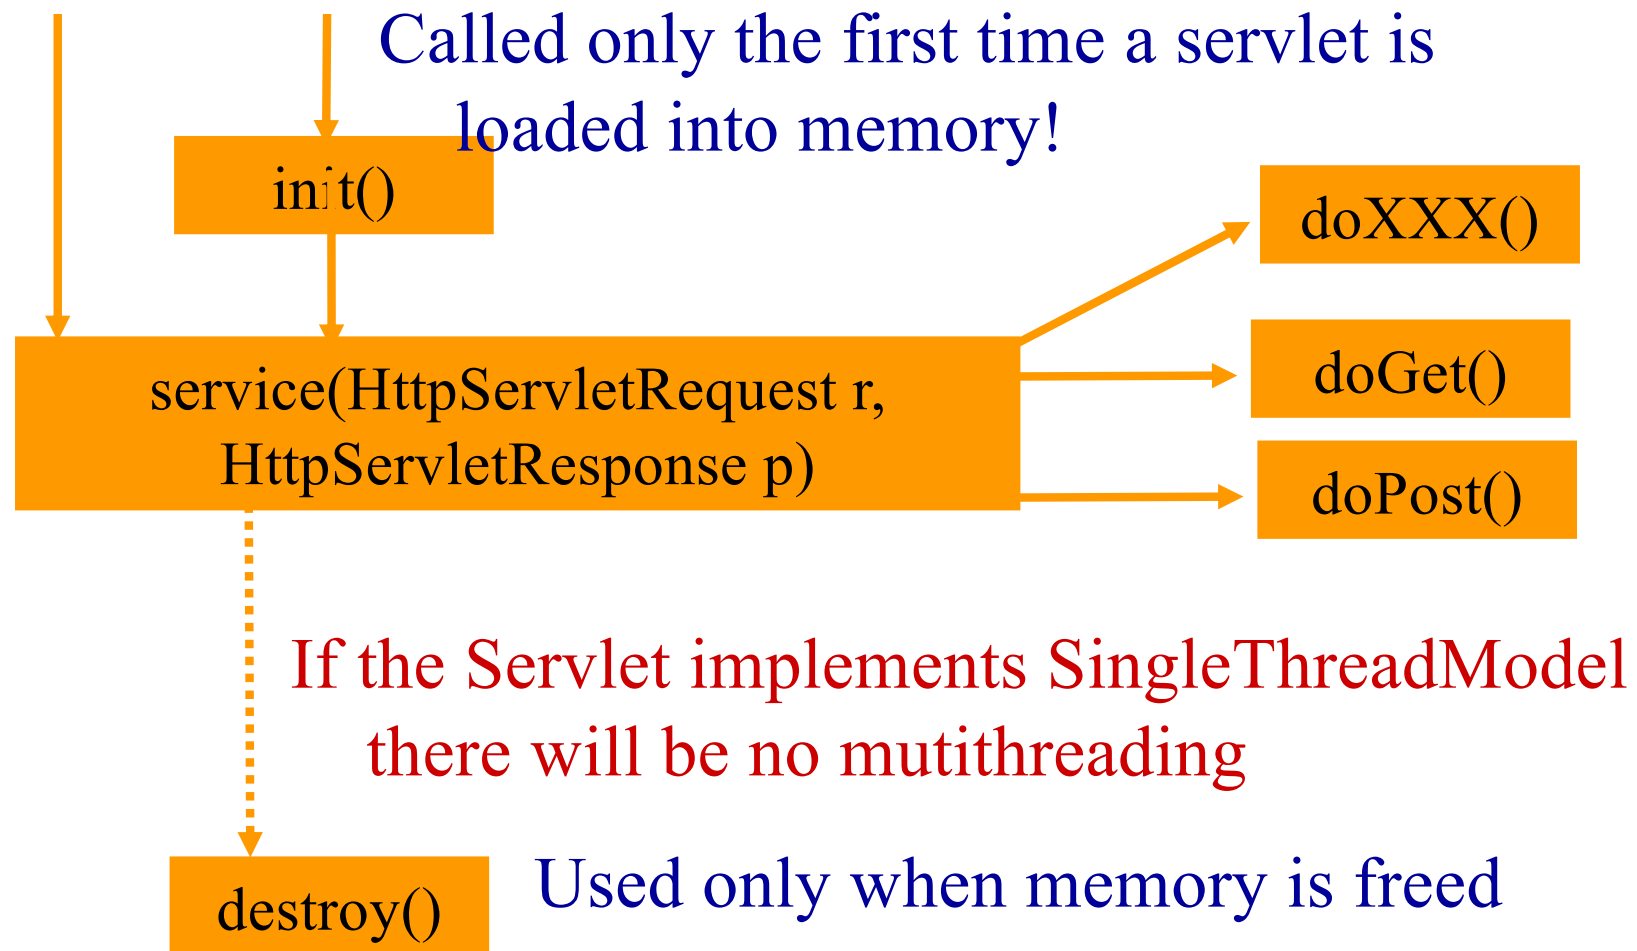 Called only the first time a servlet is
loaded into memory!
init()
doXXX()
service(HttpServletRequest r,
HttpServletResponse p)
doGet()
doPost()
If the Servlet implements SingleThreadModel
there will be no mutithreading
destroy()
Used only when memory is freed